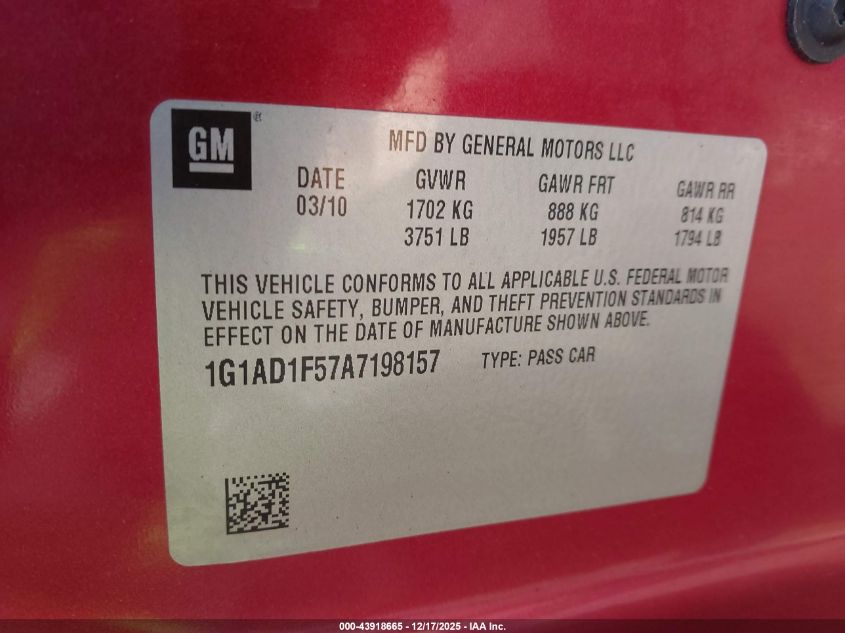 GM®
MFD BY GENERAL MOTORS LLC
DATE GVWR GAWR FRT GAWR RR
03/10 1702 KG 888 KG 814 KG
3751 LB 1957 LB 1794 LB
THIS VEHICLE CONFORMS TO ALL APPLICABLE U.S. FEDERAL MOTOR
VEHICLE SAFETY, BUMPER, AND THEFT PREVENTION STANDARDS IN
EFFECT ON THE DATE OF MANUFACTURE SHOWN ABOVE.
1G1AD1F57A7198157 TYPE: PASS CAR
000-43918665 - 12/17/2025 - IAA Inc.